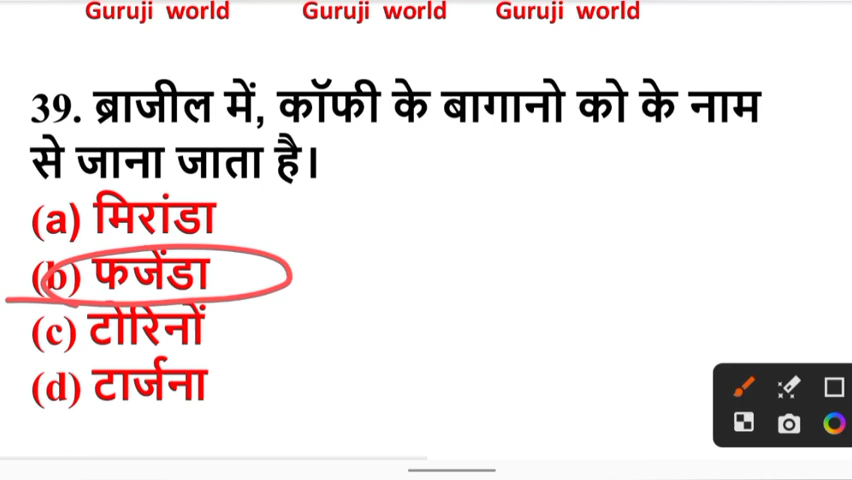 Guruji world Guruji world Guruji world
39. ब्राजील में, कॉफी के बागानो को के नाम
से जाना जाता है।
(a) मिरांडा
(b) फजेंडा
(c) टोरिनों
(d) टार्जना